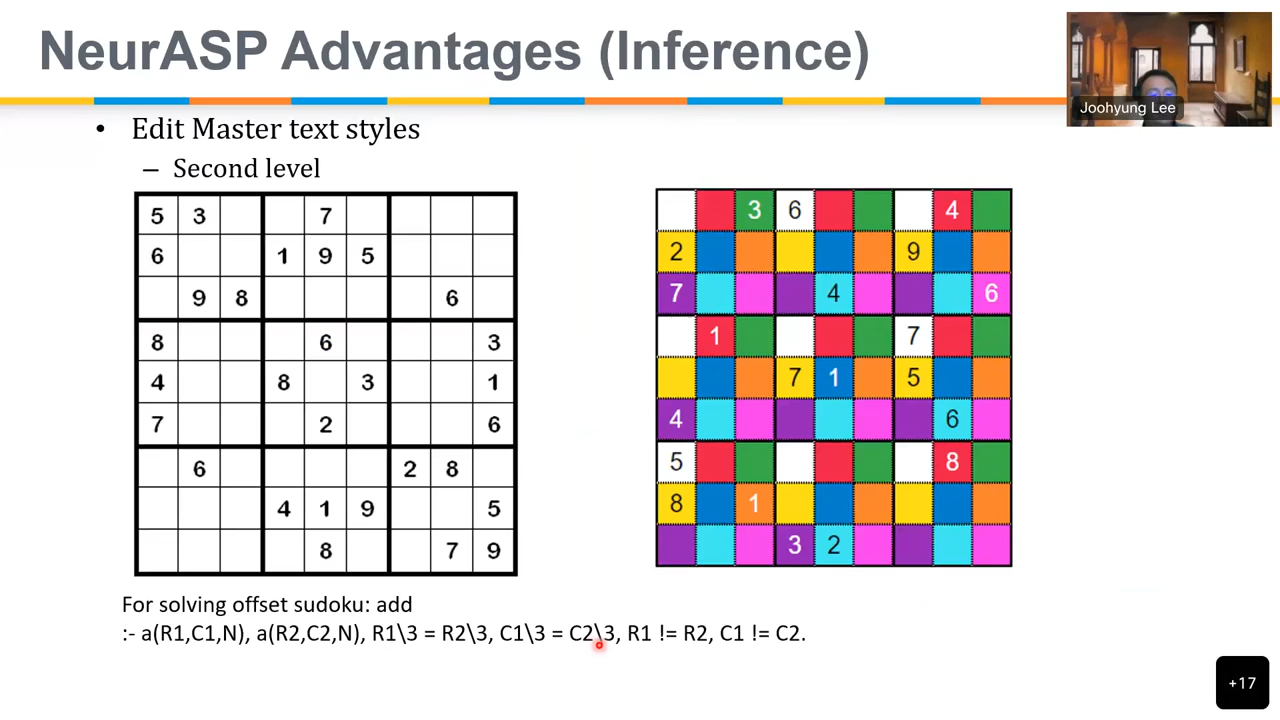 NeurASP Advantages (Inference)
Joohyung Lee
• Edit Master text styles
– Second level
5 3 7
6 1 9 5
9 8 6
8 6 3
4 8 3 1
7 2 6
6 2 8
4 1 9 5
8 7 9
3 6 4
2 9
7 4 6
1 7
7 1 5
4 6
5 8
8 1
3 2
For solving offset sudoku: add
:- a(R1,C1,N), a(R2,C2,N), R1\3 = R2\3, C1\3 = C2\3, R1 != R2, C1 != C2.
+17